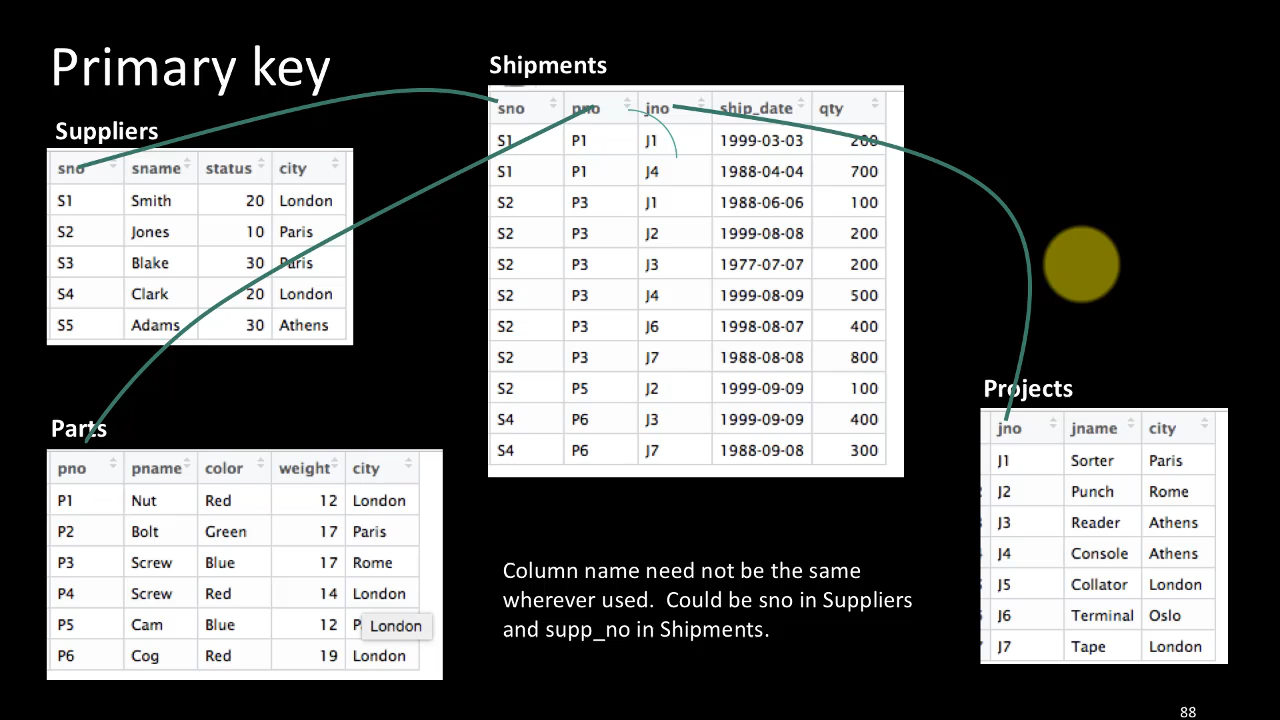 Primary key
Suppliers
sno sname status city
S1 Smith 20 London
S2 Jones 10 Paris
S3 Blake 30 Paris
S4 Clark 20 London
S5 Adams 30 Athens
Shipments
sno pno jno ship_date qty
S1 P1 J1 1999-03-03 200
S1 P1 J4 1988-04-04 700
S2 P3 J1 1988-06-06 100
S2 P3 J2 1999-08-08 200
S2 P3 J3 1977-07-07 200
S2 P3 J4 1999-08-09 500
S2 P3 J6 1998-08-07 400
S2 P3 J7 1988-08-08 800
S2 P5 J2 1999-09-09 100
S4 P6 J3 1999-09-09 400
S4 P6 J7 1988-09-08 300
Parts
pno pname color weight city
P1 Nut Red 12 London
P2 Bolt Green 17 Paris
P3 Screw Blue 17 Rome
P4 Screw Red 14 London
P5 Cam Blue 12
London
P6 Cog Red 19 London
Column name need not be the same
wherever used. Could be sno in Suppliers
and supp_no in Shipments.
Projects
jno jname city
J1 Sorter Paris
J2 Punch Rome
J3 Reader Athens
J4 Console Athens
J5 Collator London
J6 Terminal Oslo
J7 Tape London
88